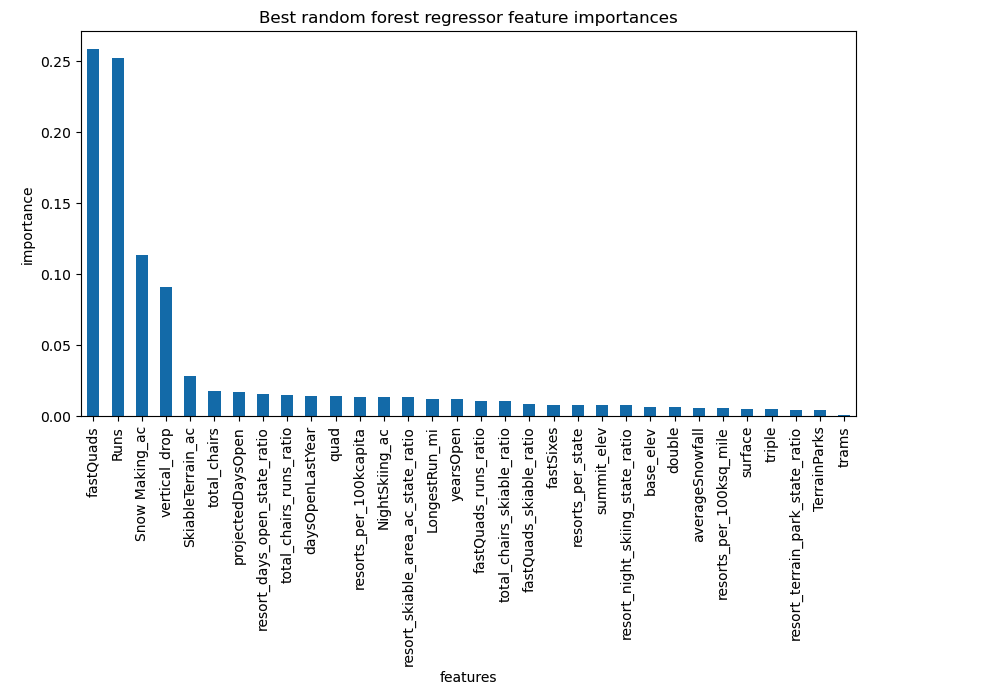 Best random forest regressor feature importances
importance
0.25
0.20
0.15
0.10
0.05
0.00
fastQuads
Runs
Snow Making_ac
vertical_drop
SkiableTerrain_ac
total_chairs
projectedDaysOpen
resort_days_open_state_ratio
total_chairs_runs_ratio
daysOpenLastYear
quad
resorts_per_100kcapita
NightSkiing_ac
resort_skiable_area_ac_state_ratio
LongestRun_mi
yearsOpen
fastQuads_runs_ratio
total_chairs_skiable_ratio
fastQuads_skiable_ratio
fastSixes
resorts_per_state
summit_elev
resort_night_skiing_state_ratio
base_elev
double
averageSnowfall
resorts_per_100ksq_mile
surface
triple
resort_terrain_park_state_ratio
TerrainParks
trams
features